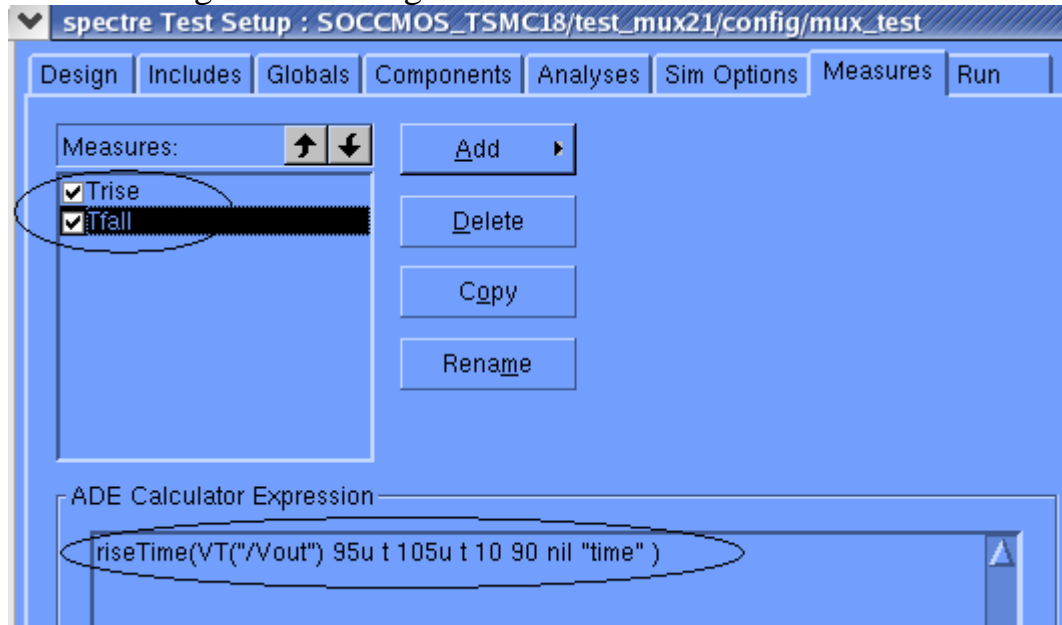 spectre Test Setup : SOCCMOS_TSMC18/test_mux21/config/mux_test
Design Includes Globals Components Analyses Sim Options Measures Run
Measures:
Add
Trise
Tfall
Delete
Copy
Rename
ADE Calculator Expression
riseTime(VT("/Vout") 95u t 105u t 10 90 nil "time" )